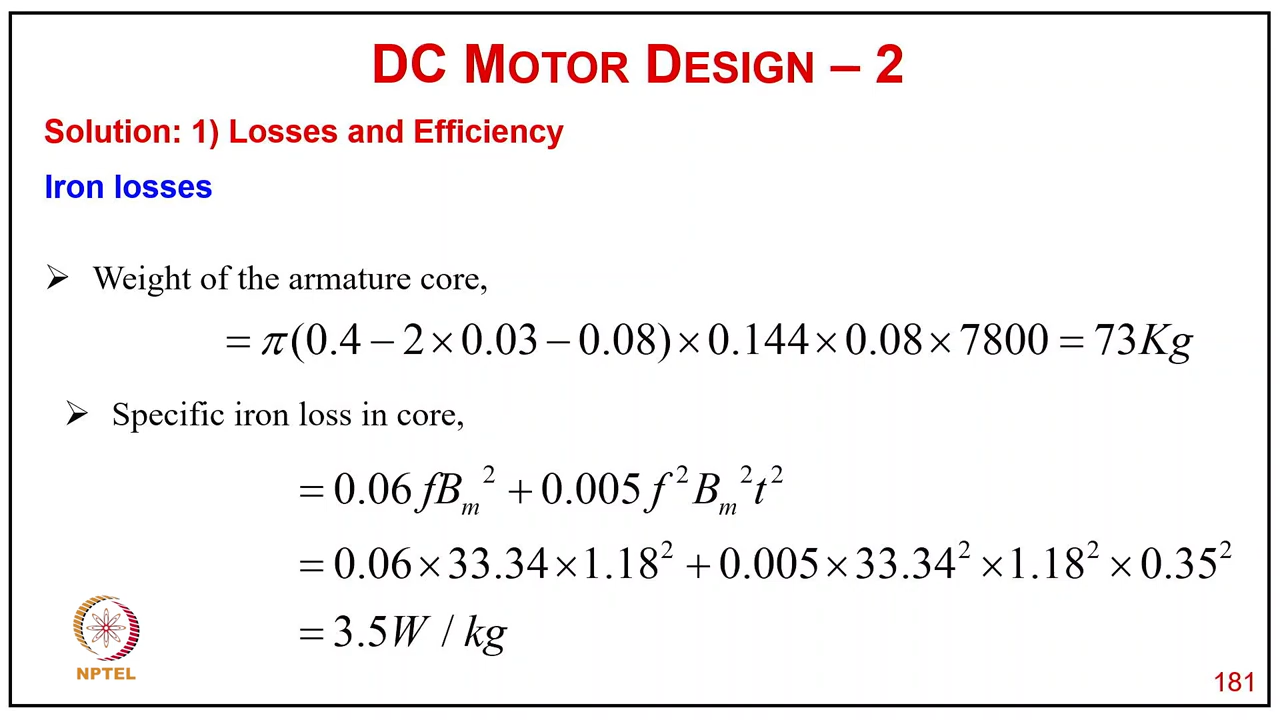 DC MOTOR DESIGN – 2
Solution: 1) Losses and Efficiency
Iron losses
➢ Weight of the armature core,
= π(0.4 − 2 × 0.03 − 0.08) × 0.144 × 0.08 × 7800 = 73Kg
➢ Specific iron loss in core,
= 0.06 fBₘ² + 0.005 f² Bₘ² t²
= 0.06 × 33.34 × 1.18² + 0.005 × 33.34² × 1.18² × 0.35²
= 3.5W / kg
NPTEL
181